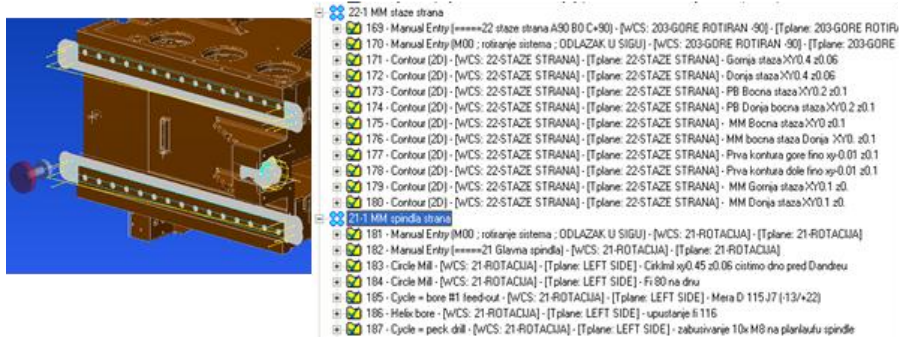 22-1 MM staze strana
169 - Manual Entry (=====22 staze strana A90 B0 C+90) - [WCS: 203-GORE ROTIRAN -90] - [Tplane: 203-GORE ROTIR
170 - Manual Entry (M00 ; rotiranje sistema ; ODLAZAK U SIGU) - [WCS: 203-GORE ROTIRAN -90] - [Tplane: 203-GORE
171 - Contour (2D) - [WCS: 22-STAZE STRANA] - [Tplane: 22-STAZE STRANA] - Gornja staza XY0.4 z0.06
172 - Contour (2D) - [WCS: 22-STAZE STRANA] - [Tplane: 22-STAZE STRANA] - Donja staza XY0.4 z0.06
173 - Contour (2D) - [WCS: 22-STAZE STRANA] - [Tplane: 22-STAZE STRANA] - PB Bocna staza XY0.2 z0.1
174 - Contour (2D) - [WCS: 22-STAZE STRANA] - [Tplane: 22-STAZE STRANA] - PB Donja bocna staza XY0.2 z0.1
175 - Contour (2D) - [WCS: 22-STAZE STRANA] - [Tplane: 22-STAZE STRANA] - MM Bocna staza XY0. z0.1
176 - Contour (2D) - [WCS: 22-STAZE STRANA] - [Tplane: 22-STAZE STRANA] - MM bocna staza Donja XY0. z0.1
177 - Contour (2D) - [WCS: 22-STAZE STRANA] - [Tplane: 22-STAZE STRANA] - Prva kontura gore fino xy-0.01 z0.1
178 - Contour (2D) - [WCS: 22-STAZE STRANA] - [Tplane: 22-STAZE STRANA] - Prva kontura dole fino xy-0.01 z0.1
179 - Contour (2D) - [WCS: 22-STAZE STRANA] - [Tplane: 22-STAZE STRANA] - MM Gornja staza XY0.1 z0.
180 - Contour (2D) - [WCS: 22-STAZE STRANA] - [Tplane: 22-STAZE STRANA] - MM Donja staza XY0.1 z0.
21-1 MM spindla strana
181 - Manual Entry (M00 ; rotiranje sistema ; ODLAZAK U SIGU) - [WCS: 21-ROTACIJA] - [Tplane: 21-ROTACIJA]
182 - Manual Entry (=====21 Glavna spindla) - [WCS: 21-ROTACIJA] - [Tplane: 21-ROTACIJA]
183 - Circle Mill - [WCS: 21-ROTACIJA] - [Tplane: LEFT SIDE] - Cirklmil xy0.45 z0.06 cistimo dno pred Dandreu
184 - Circle Mill - [WCS: 21-ROTACIJA] - [Tplane: LEFT SIDE] - Fi 80 na dnu
185 - Cycle = bore #1 feed-out - [WCS: 21-ROTACIJA] - [Tplane: LEFT SIDE] - Mera D 115 J7 (-13/+22)
186 - Helix bore - [WCS: 21-ROTACIJA] - [Tplane: LEFT SIDE] - upustanje fi 116
187 - Cycle = peck drill - [WCS: 21-ROTACIJA] - [Tplane: LEFT SIDE] - zabusivanje 10x M8 na planlaufu spindle